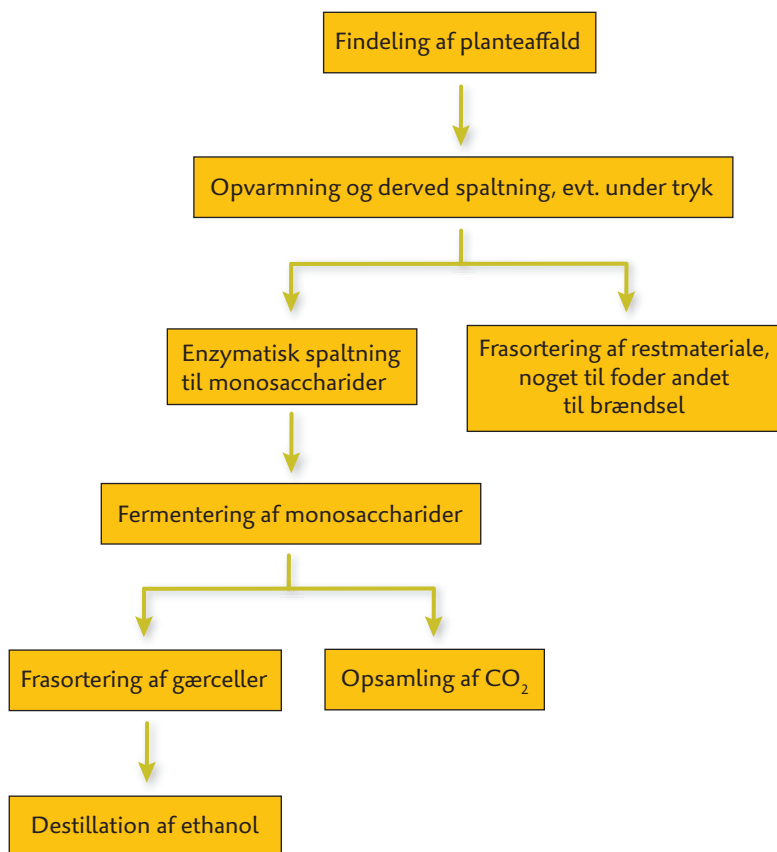 Findeling af planteaffald
Opvarmning og derved spaltning, evt. under tryk
Enzymatisk spaltning
til monosaccharider
Frasortering af restmateriale,
noget til foder andet
til brændsel
Fermentering af monosaccharider
Frasortering af gærceller
Opsamling af CO₂
Destillation af ethanol